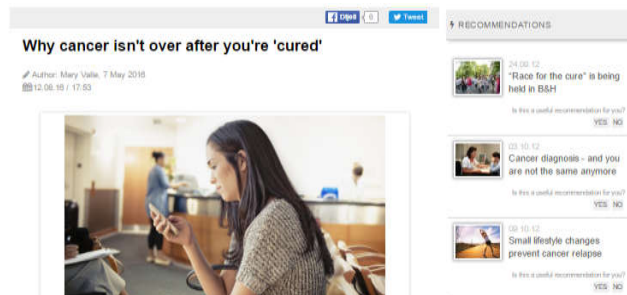 Dijeli 6 Tweet
Why cancer isn't over after you're 'cured'
Author: Mary Valle, 7 May 2016
12.08.16 / 17:53
RECOMMENDATIONS
24.08.12
"Race for the cure" is being
held in B&H
Is this a useful recommendation for you?
YES NO
03.10.12
Cancer diagnosis - and you
are not the same anymore
Is this a useful recommendation for you?
YES NO
09.10.12
Small lifestyle changes
prevent cancer relapse
Is this a useful recommendation for you?
YES NO